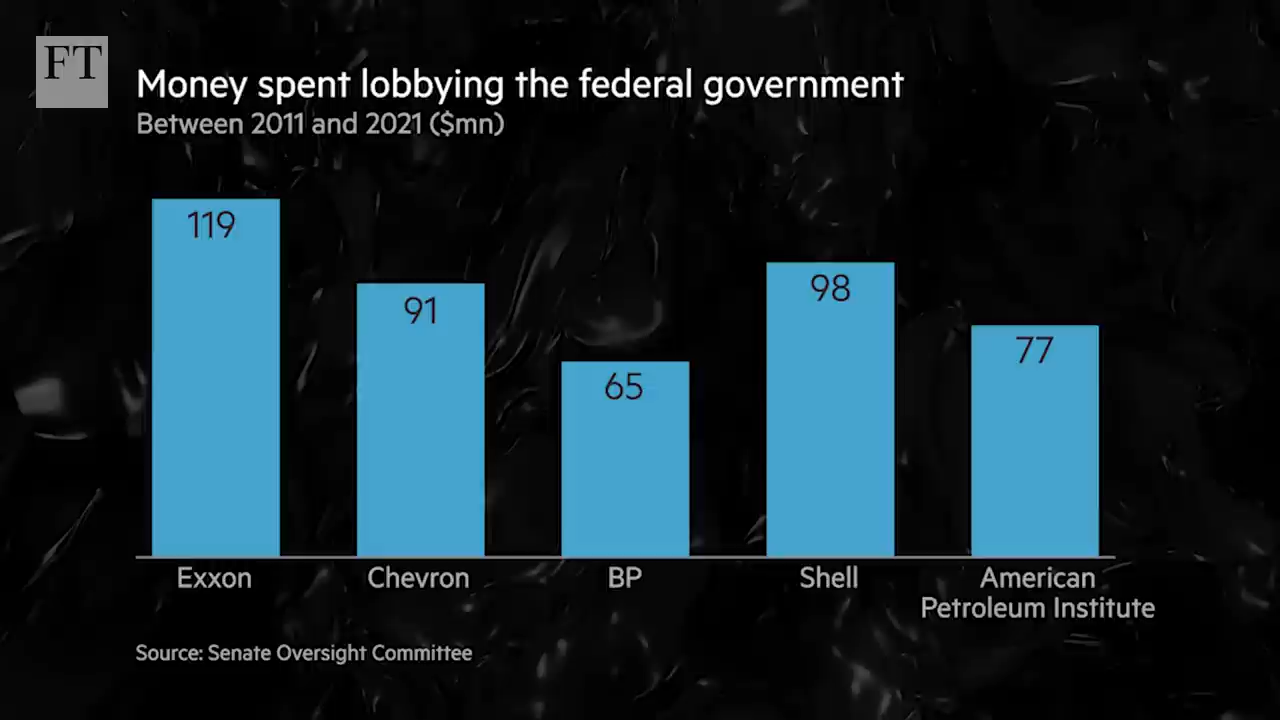 FT
Money spent lobbying the federal government
Between 2011 and 2021 ($mn)
119
91
65
98
77
Exxon
Chevron
BP
Shell
American
Petroleum Institute
Source: Senate Oversight Committee